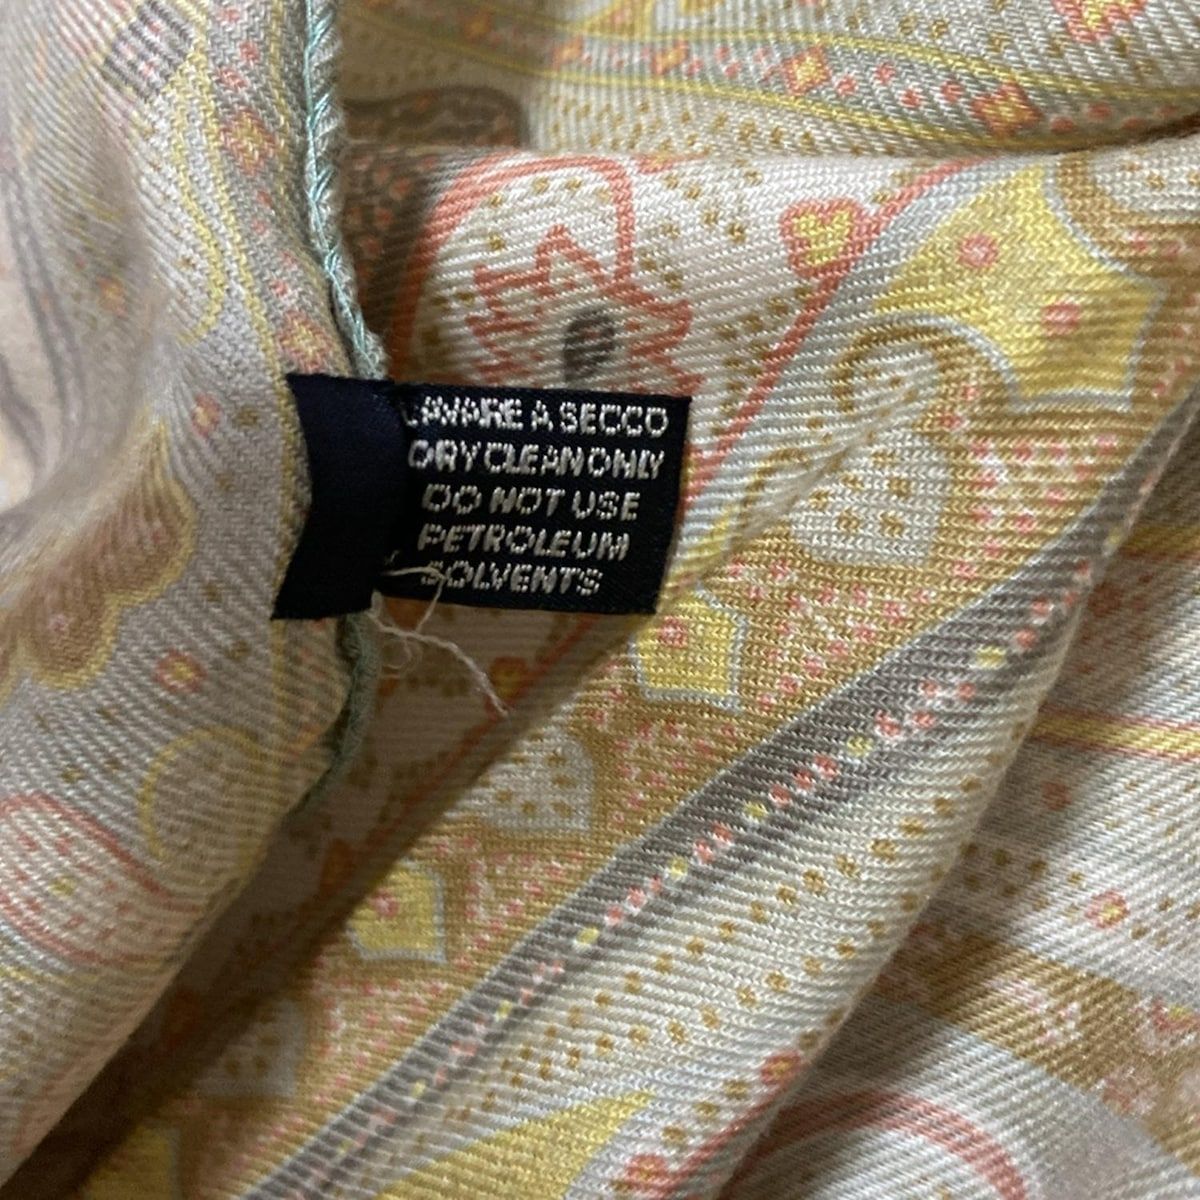 LAVARE A SECCO
DRY CLEAN ONLY
DO NOT USE
PETROLEUM
SOLVENTS